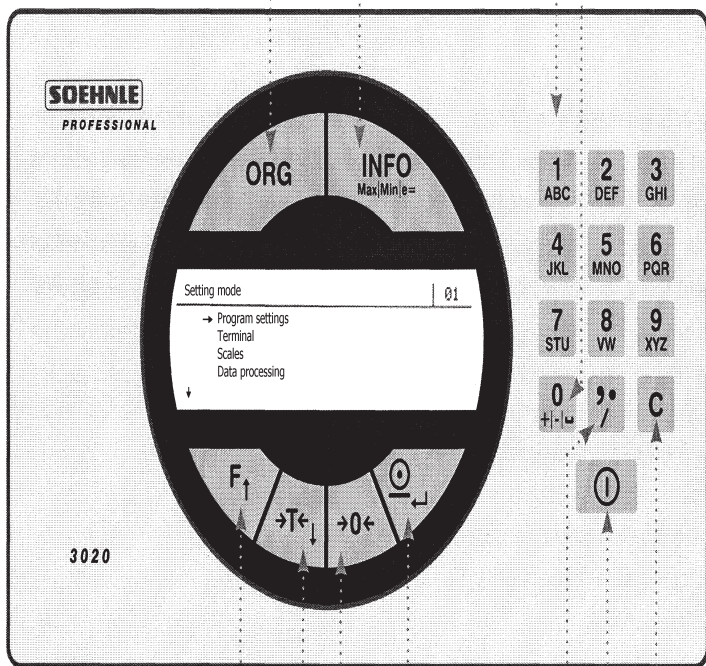 SOEHNLE
PROFESSIONAL
ORG
INFO
Max|Min|e=
Setting mode 01
→ Program settings
Terminal
Scales
Data processing
↓
F↑
→T←↓
→0←
1 2 3
ABC DEF GHI
4 5 6
JKL MNO PQR
7 8 9
STU VW XYZ
0 , • C
+|-|␣ /
3020